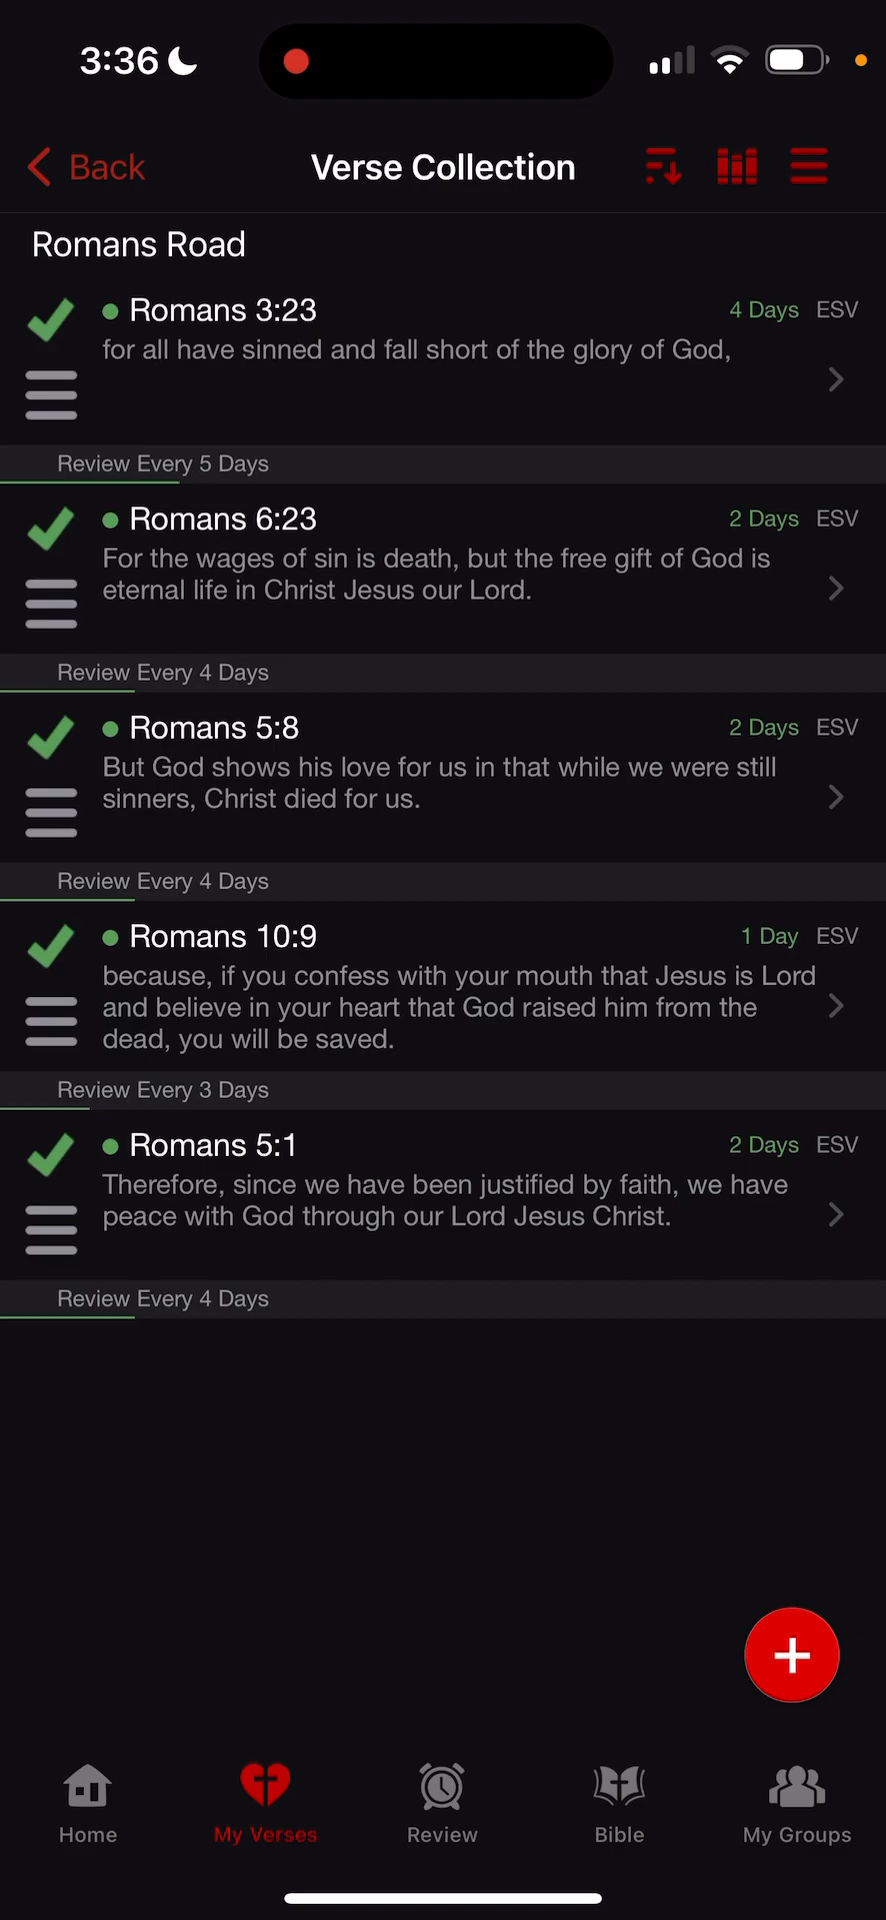 3:36
Back Verse Collection
Romans Road
Romans 3:23 4 Days ESV
for all have sinned and fall short of the glory of God,
Review Every 5 Days
Romans 6:23 2 Days ESV
For the wages of sin is death, but the free gift of God is
eternal life in Christ Jesus our Lord.
Review Every 4 Days
Romans 5:8 2 Days ESV
But God shows his love for us in that while we were still
sinners, Christ died for us.
Review Every 4 Days
Romans 10:9 1 Day ESV
because, if you confess with your mouth that Jesus is Lord
and believe in your heart that God raised him from the
dead, you will be saved.
Review Every 3 Days
Romans 5:1 2 Days ESV
Therefore, since we have been justified by faith, we have
peace with God through our Lord Jesus Christ.
Review Every 4 Days
Home My Verses Review Bible My Groups